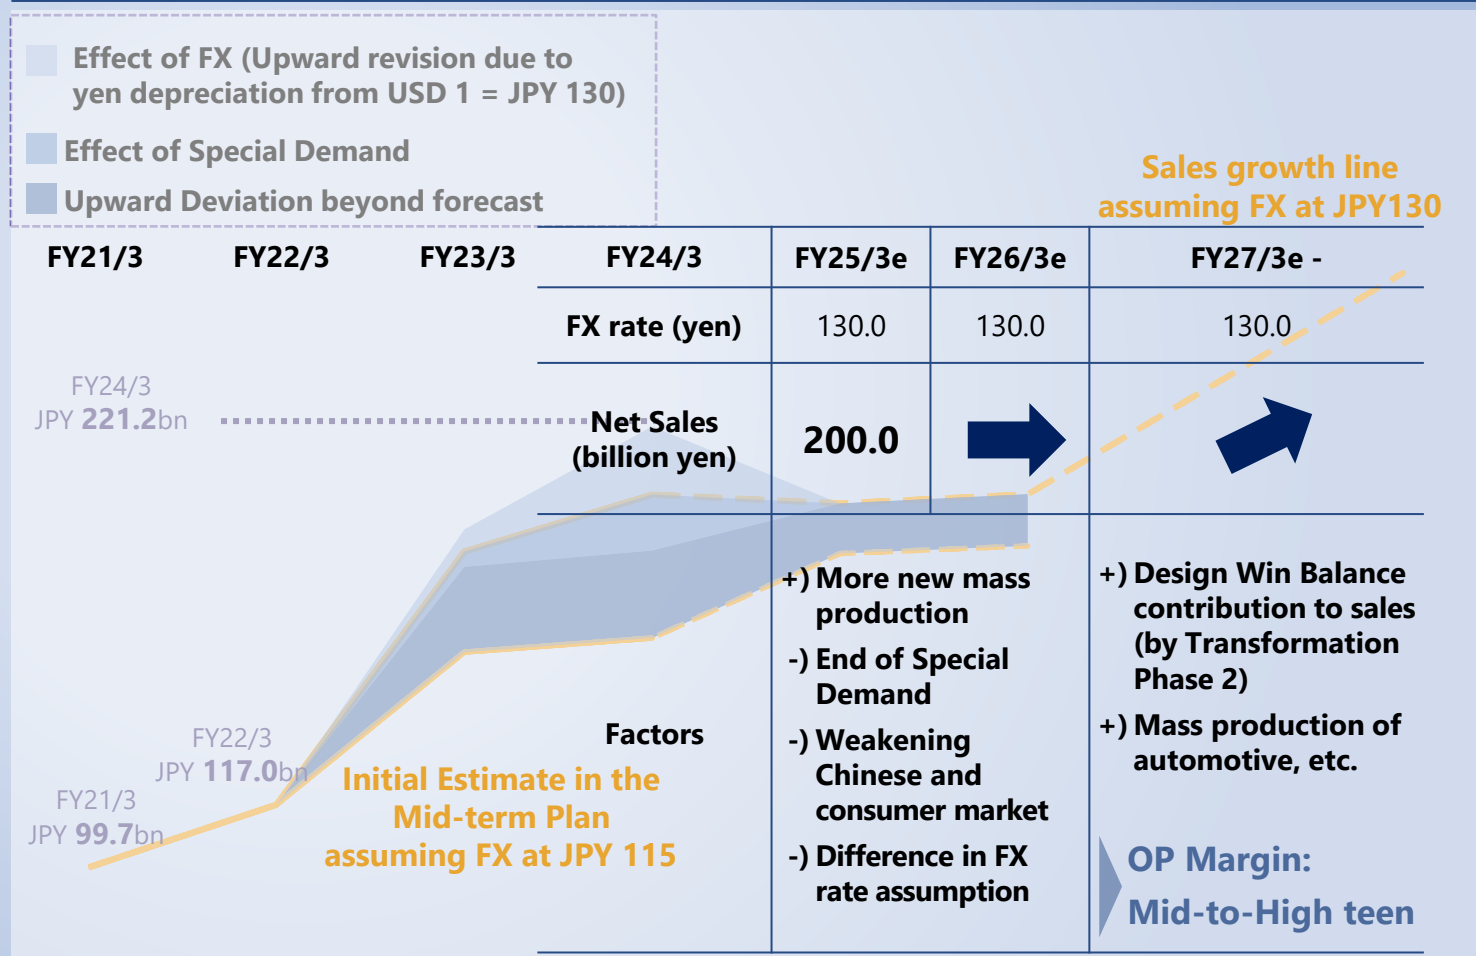 Effect of FX (Upward revision due to
yen depreciation from USD 1 = JPY 130)
Effect of Special Demand
Upward Deviation beyond forecast
Sales growth line
assuming FX at JPY130
FY21/3
FY22/3
FY23/3
FY24/3
FY25/3e
FY26/3e
FY27/3e -
FX rate (yen)
130.0
130.0
130.0
FY24/3
JPY 221.2bn
Net Sales
(billion yen)
200.0
+) More new mass
production
-) End of Special
Demand
-) Weakening
Chinese and
consumer market
-) Difference in FX
rate assumption
+) Design Win Balance
contribution to sales
(by Transformation
Phase 2)
+) Mass production of
automotive, etc.
Factors
FY22/3
JPY 117.0bn
FY21/3
JPY 99.7bn
Initial Estimate in the
Mid-term Plan
assuming FX at JPY 115
OP Margin:
Mid-to-High teen